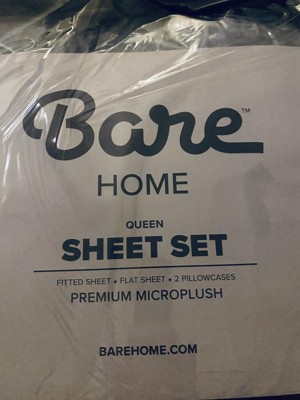 Bare™
HOME
QUEEN
SHEET SET
FITTED SHEET • FLAT SHEET • 2 PILLOWCASES
PREMIUM MICROPLUSH
BAREHOME.COM